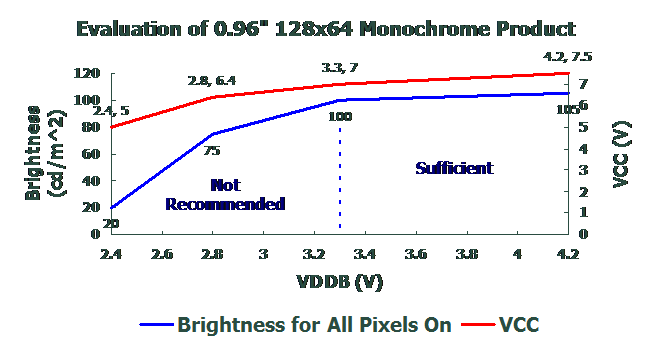 Evaluation of 0.96" 128x64 Monochrome Product
4.2, 7.5
3.3, 7
2.8, 6.4
2.4, 5
120
100
80
60
40
20
0
Brightness
(cd/m^2)
7
6
5
4
3
2
1
0
VCC (V)
105
100
75
20
Not
Recommended
Sufficient
2.4 2.6 2.8 3 3.2 3.4 3.6 3.8 4 4.2
VDDB (V)
Brightness for All Pixels On VCC